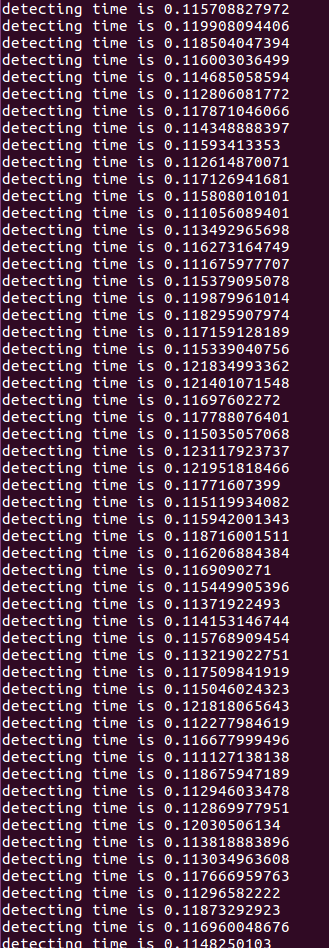 detecting time is 0.115708827972
detecting time is 0.119908094406
detecting time is 0.118504047394
detecting time is 0.116003036499
detecting time is 0.114685058594
detecting time is 0.112806081772
detecting time is 0.117871046066
detecting time is 0.114348888397
detecting time is 0.11593413353
detecting time is 0.112614870071
detecting time is 0.117126941681
detecting time is 0.115808010101
detecting time is 0.111056089401
detecting time is 0.113492965698
detecting time is 0.116273164749
detecting time is 0.111675977707
detecting time is 0.115379095078
detecting time is 0.119879961014
detecting time is 0.118295907974
detecting time is 0.117159128189
detecting time is 0.115339040756
detecting time is 0.121834993362
detecting time is 0.121401071548
detecting time is 0.11697602272
detecting time is 0.117788076401
detecting time is 0.115035057068
detecting time is 0.123117923737
detecting time is 0.121951818466
detecting time is 0.11771607399
detecting time is 0.115119934082
detecting time is 0.115942001343
detecting time is 0.118716001511
detecting time is 0.116206884384
detecting time is 0.1169090271
detecting time is 0.115449905396
detecting time is 0.11371922493
detecting time is 0.114153146744
detecting time is 0.115768909454
detecting time is 0.113219022751
detecting time is 0.117509841919
detecting time is 0.115046024323
detecting time is 0.121818065643
detecting time is 0.112277984619
detecting time is 0.116677999496
detecting time is 0.111127138138
detecting time is 0.118675947189
detecting time is 0.112946033478
detecting time is 0.112869977951
detecting time is 0.12030506134
detecting time is 0.113818883896
detecting time is 0.113034963608
detecting time is 0.117666959763
detecting time is 0.11296582222
detecting time is 0.11873292923
detecting time is 0.116960048676
detecting time is 0.1148250103